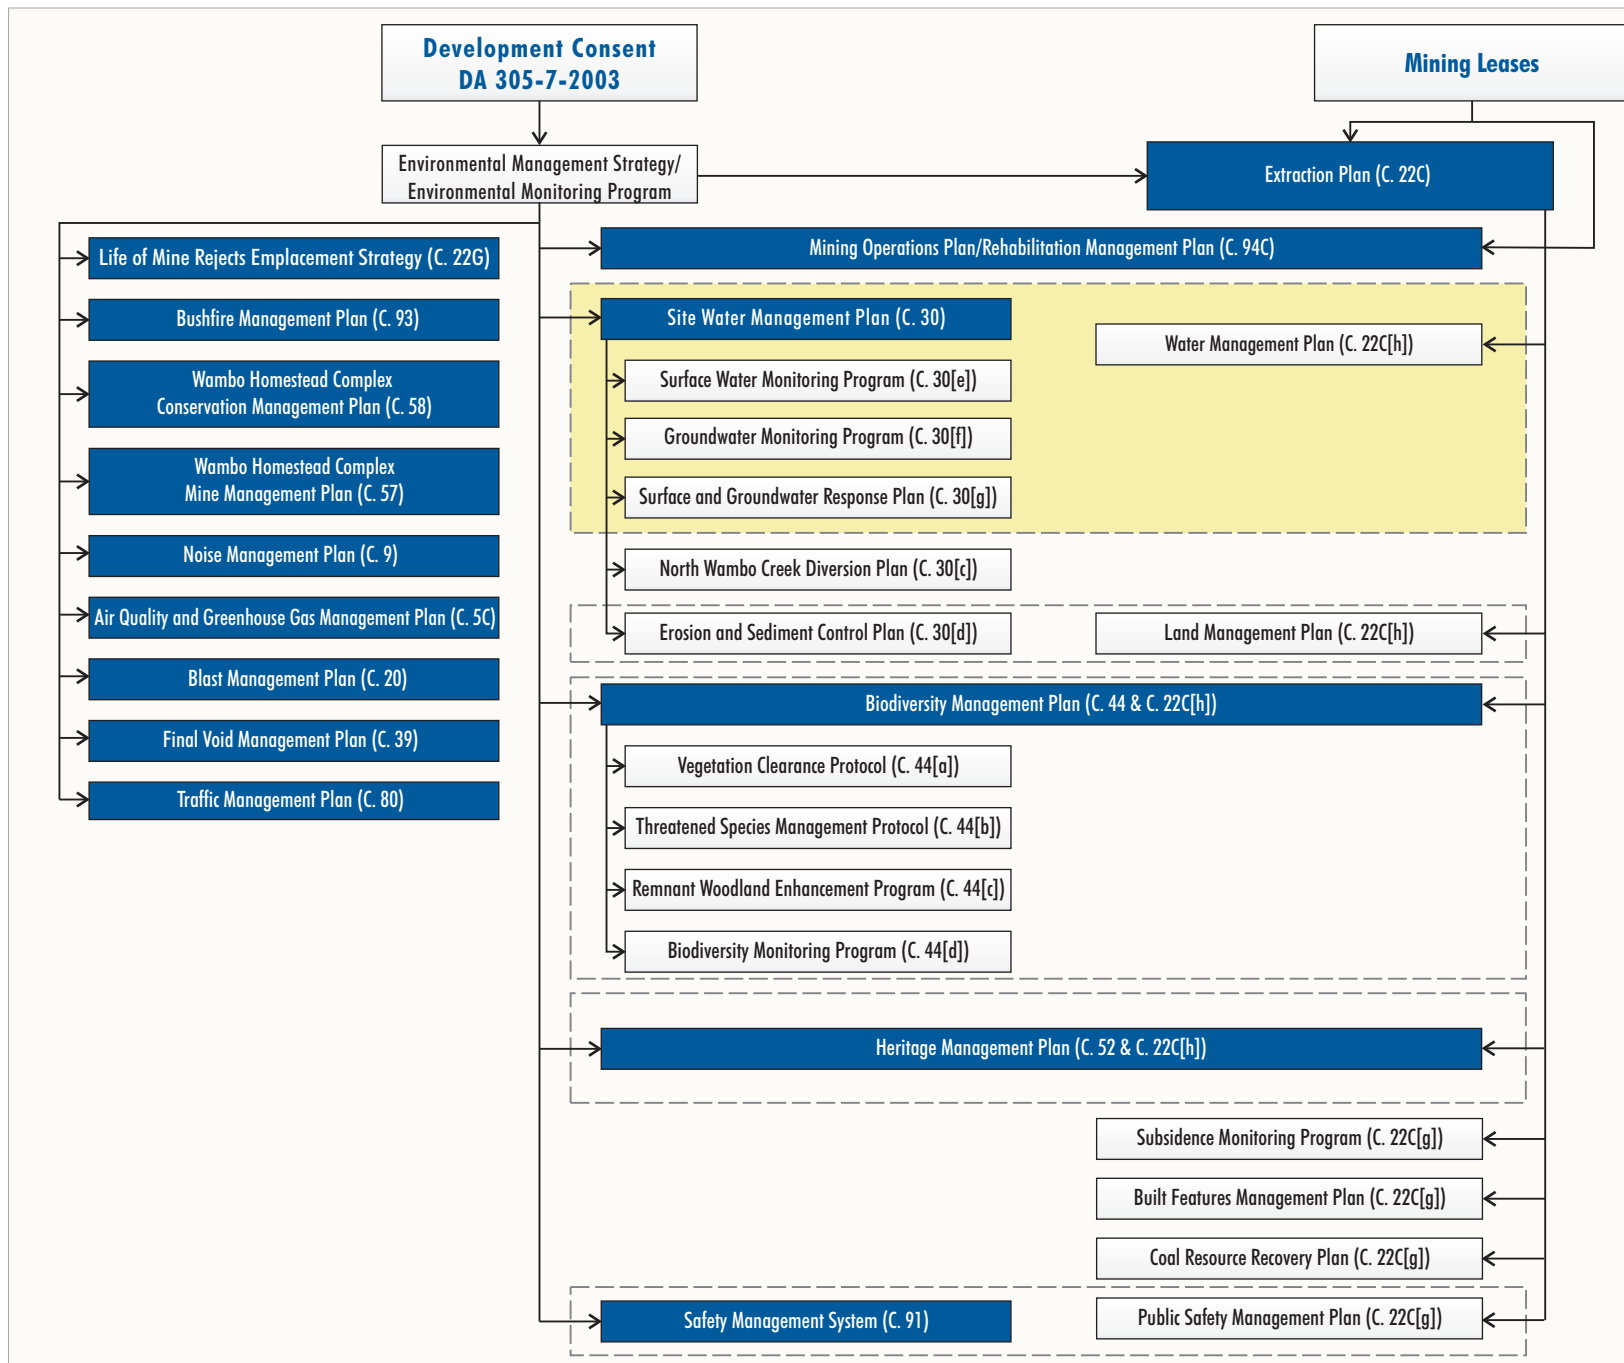 Development Consent
DA 305-7-2003
Mining Leases
Environmental Management Strategy/
Environmental Monitoring Program
Extraction Plan (C. 22C)
Life of Mine Rejects Emplacement Strategy (C. 22G)
Bushfire Management Plan (C. 93)
Wambo Homestead Complex
Conservation Management Plan (C. 58)
Wambo Homestead Complex
Mine Management Plan (C. 57)
Noise Management Plan (C. 9)
Air Quality and Greenhouse Gas Management Plan (C. 5C)
Blast Management Plan (C. 20)
Final Void Management Plan (C. 39)
Traffic Management Plan (C. 80)
Mining Operations Plan/Rehabilitation Management Plan (C. 94C)
Site Water Management Plan (C. 30)
Water Management Plan (C. 22C[h])
Surface Water Monitoring Program (C. 30[e])
Groundwater Monitoring Program (C. 30[f])
Surface and Groundwater Response Plan (C. 30[g])
North Wambo Creek Diversion Plan (C. 30[c])
Erosion and Sediment Control Plan (C. 30[d])
Land Management Plan (C. 22C[h])
Biodiversity Management Plan (C. 44 & C. 22C[h])
Vegetation Clearance Protocol (C. 44[a])
Threatened Species Management Protocol (C. 44[b])
Remnant Woodland Enhancement Program (C. 44[c])
Biodiversity Monitoring Program (C. 44[d])
Heritage Management Plan (C. 52 & C. 22C[h])
Subsidence Monitoring Program (C. 22C[g])
Built Features Management Plan (C. 22C[g])
Coal Resource Recovery Plan (C. 22C[g])
Safety Management System (C. 91)
Public Safety Management Plan (C. 22C[g])